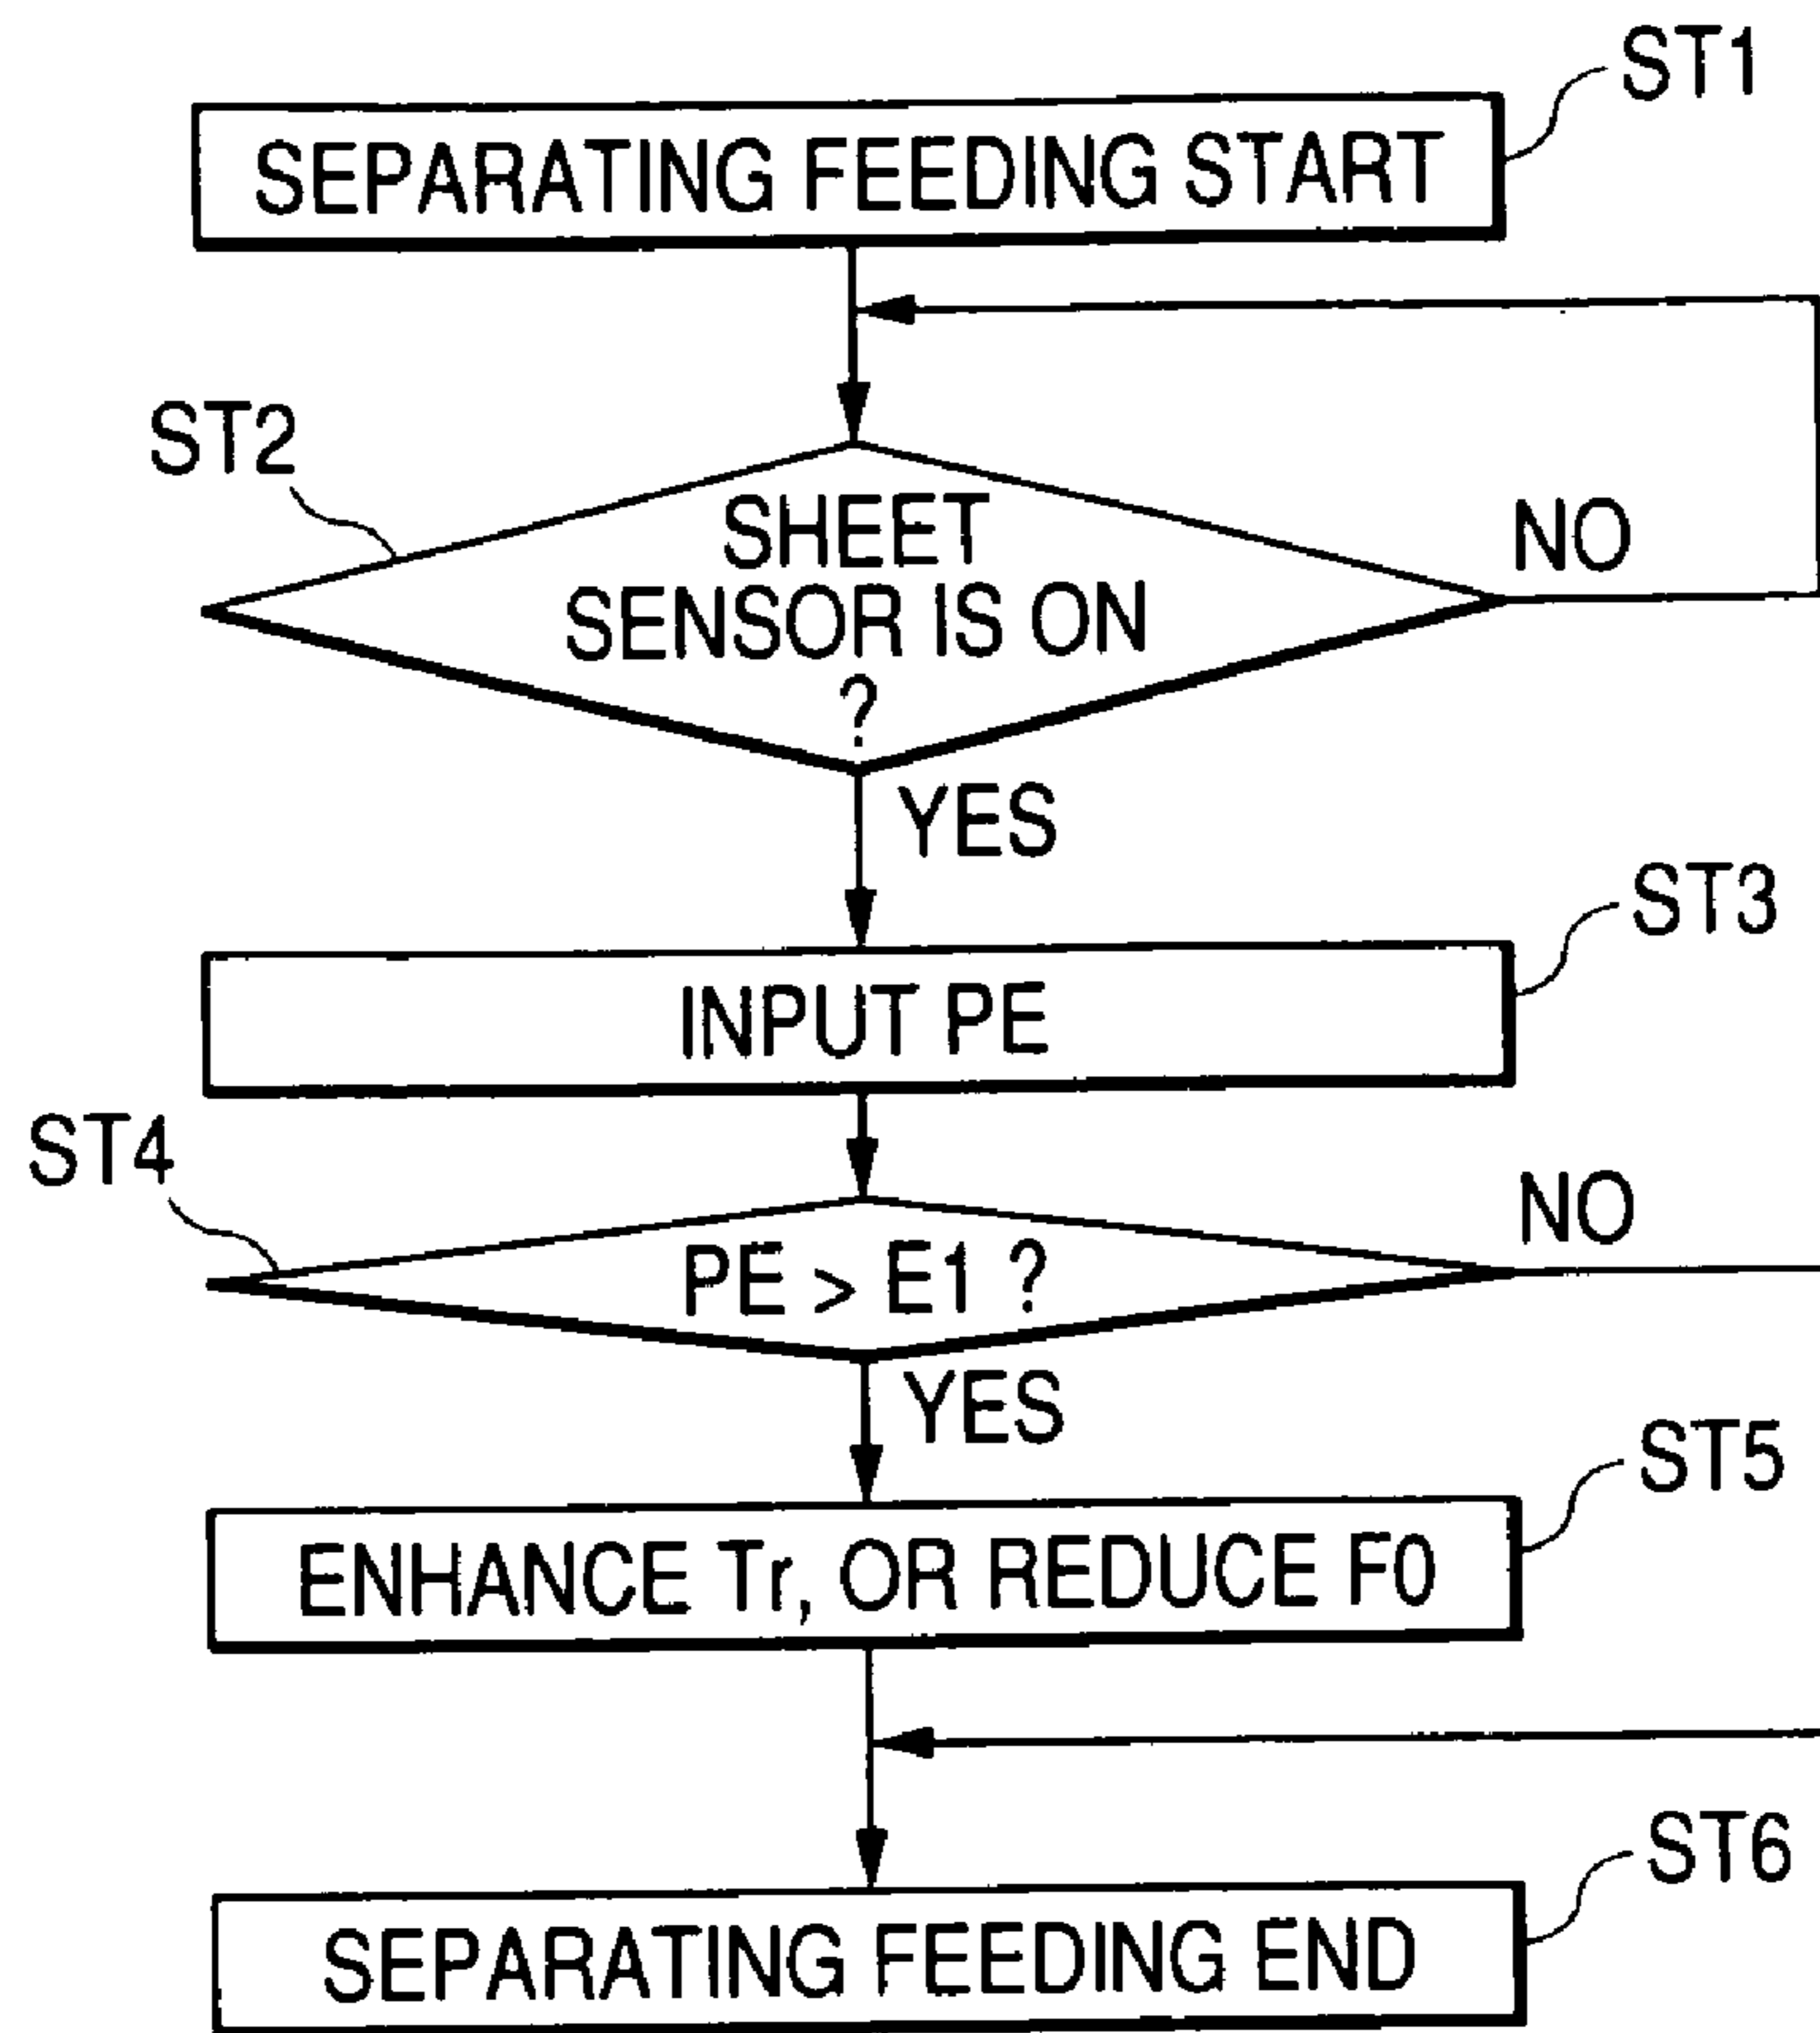 ST1
SEPARATING FEEDING START
ST2
SHEET
SENSOR IS ON
?
NO
YES
ST3
INPUT PE
ST4
PE > E1 ?
NO
YES
ST5
ENHANCE Tr, OR REDUCE F0
ST6
SEPARATING FEEDING END